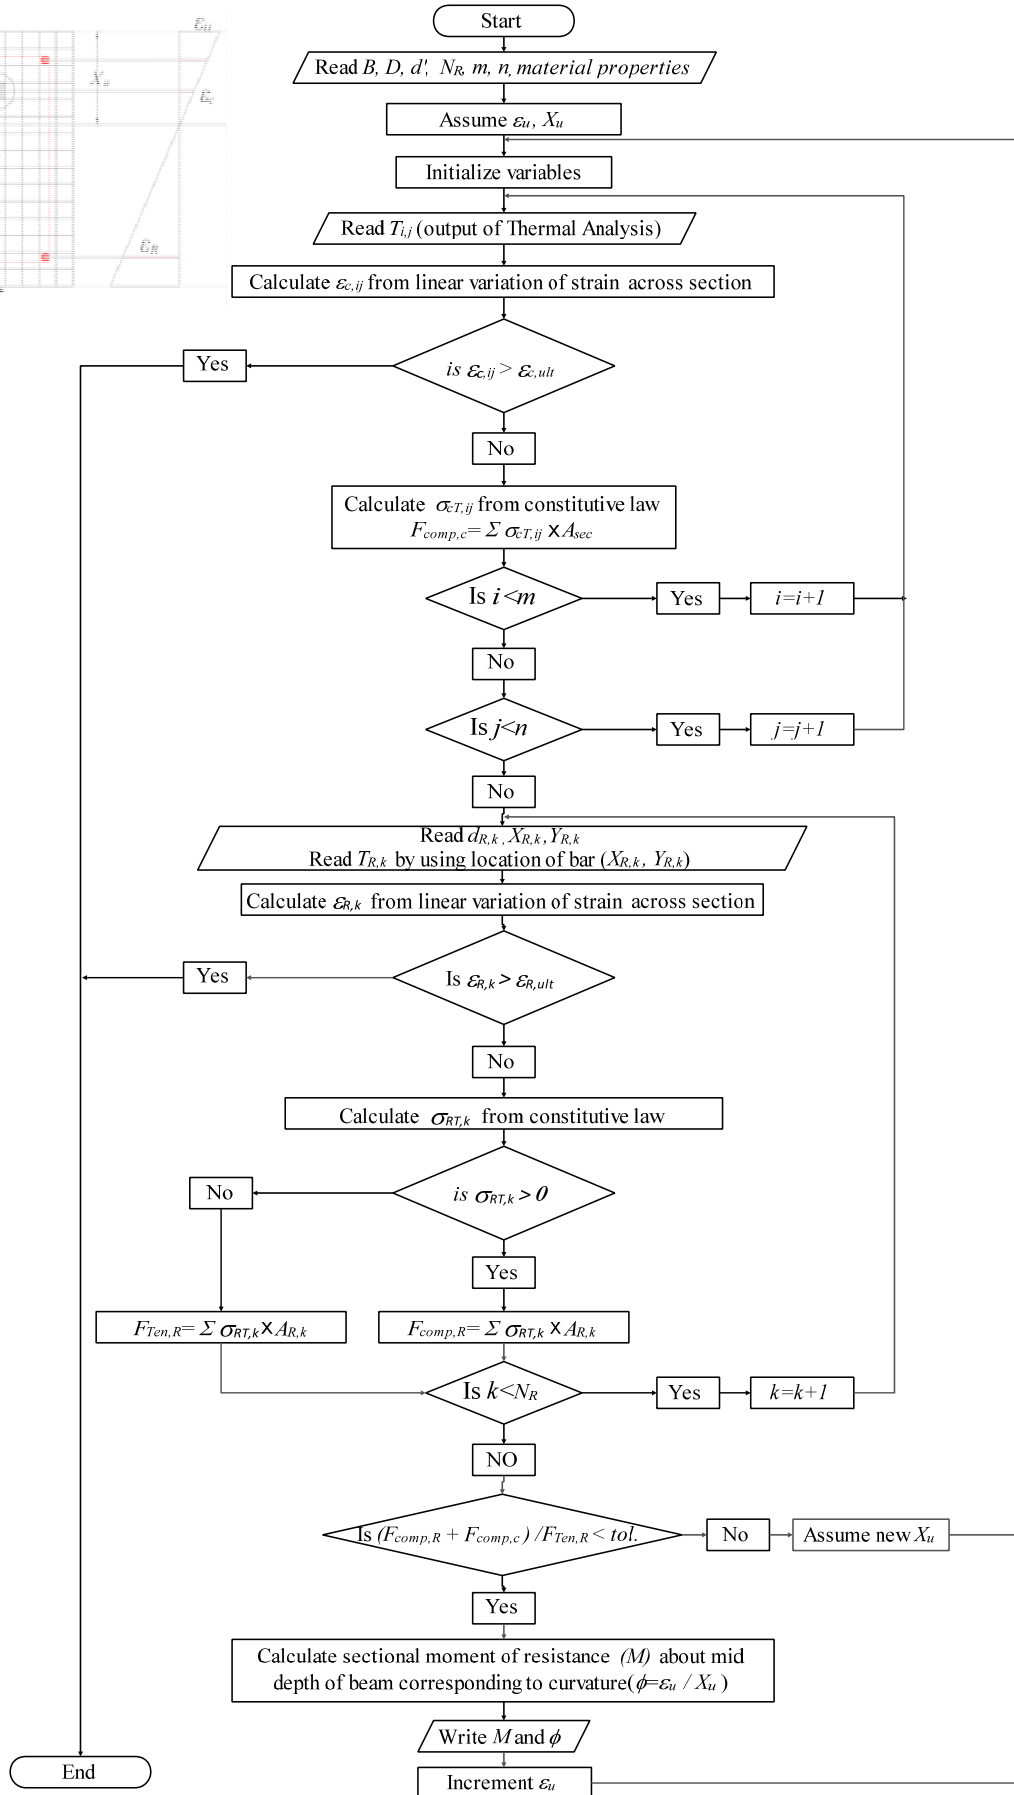 Start
Read B, D, d', N_R, m, n, material properties
Assume ε_u, X_u
Initialize variables
Read T_i,j (output of Thermal Analysis)
Calculate ε_c,ij from linear variation of strain across section
is ε_c,ij > ε_c,ult
Yes
No
Calculate σ_cT,ij from constitutive law
F_comp,c= Σ σ_cT,ij x A_sec
Is i<m
Yes
i=i+1
No
Is j<n
Yes
j=j+1
No
Read d_R,k , X_R,k, Y_R,k
Read T_R,k by using location of bar (X_R,k, Y_R,k)
Calculate ε_R,k from linear variation of strain across section
Is ε_R,k > ε_R,ult
Yes
No
Calculate σ_RT,k from constitutive law
is σ_RT,k > 0
No
Yes
F_Ten,R= Σ σ_RT,k x A_R,k
F_comp,R= Σ σ_RT,k x A_R,k
Is k<N_R
Yes
k=k+1
NO
Is (F_comp,R + F_comp,c ) /F_Ten,R < tol.
No
Assume new X_u
Yes
Calculate sectional moment of resistance (M) about mid
depth of beam corresponding to curvature(ϕ=ε_u / X_u )
Write M and ϕ
Increment ε_u
End
X_u
ε_R